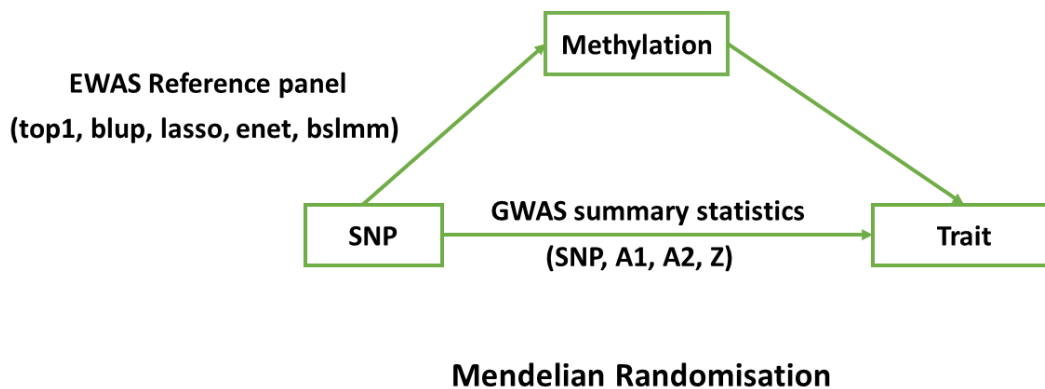 Methylation
EWAS Reference panel
(top1, blup, lasso, enet, bslmm)
GWAS summary statistics
SNP
Trait
(SNP, A1, A2, Z)
Mendelian Randomisation